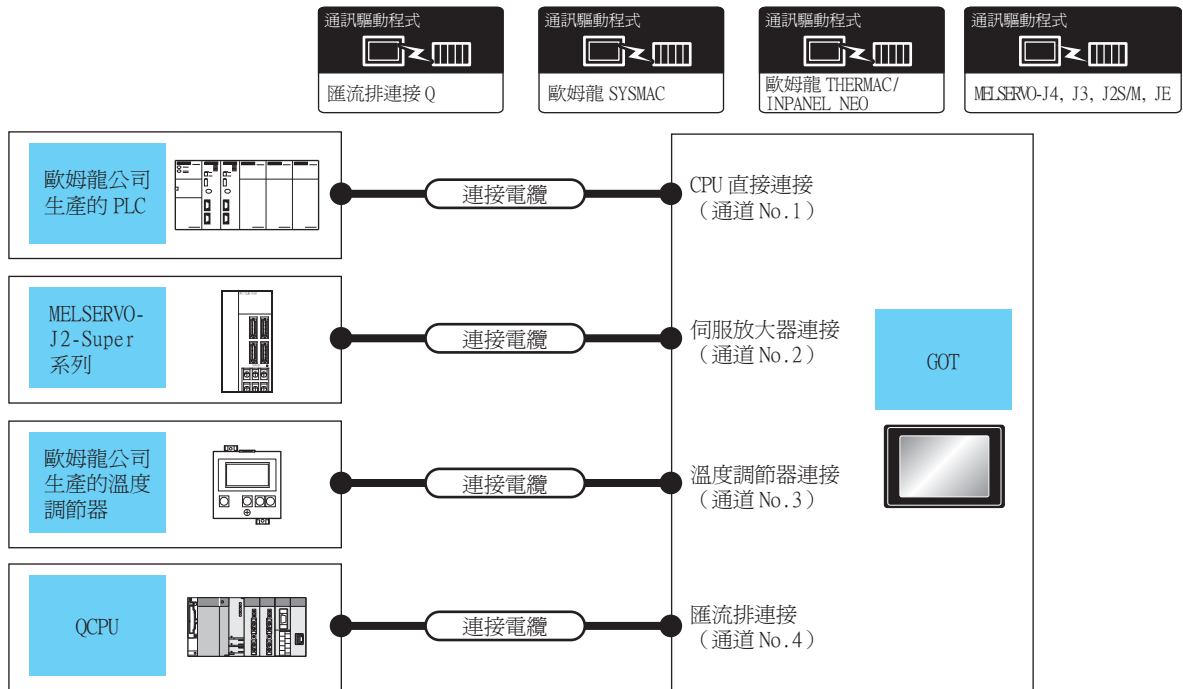 通訊驅動程式
匯流排連接 Q
通訊驅動程式
歐姆龍 SYSMAC
通訊驅動程式
歐姆龍 THERMAC/
INPANEL NEO
通訊驅動程式
MELSERVO-J4, J3, J2S/M, JE
歐姆龍公司
生產的 PLC
連接電纜
CPU 直接連接
（通道 No.1）
MELSERVO-
J2-Super
系列
連接電纜
伺服放大器連接
（通道 No.2）
GOT
歐姆龍公司
生產的溫度
調節器
連接電纜
溫度調節器連接
（通道 No.3）
QCPU
連接電纜
匯流排連接
（通道 No.4）